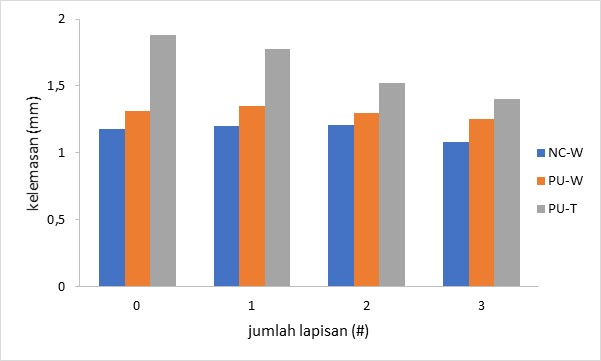 2
1,5
1
0,5
0
kelemasan (mm)
0 1 2 3
jumlah lapisan (#)
NC-W
PU-W
PU-T